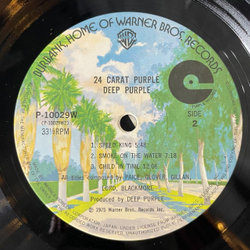 BURBANK, HOME OF WARNER BROS. RECORDS
24 CARAT PURPLE
DEEP PURPLE
P-10029W
33⅓RPM
SIDE
2
1. SPEED KING 5:46
2. SMOKE ON THE WATER 7:18
3. CHILD IN TIME 12:06
All titles composed by PAICE, GLOVER, GILLAN,
LORD, BLACKMORE
Produced by DEEP PURPLE
© 1975 Warner Bros. Records, Inc.